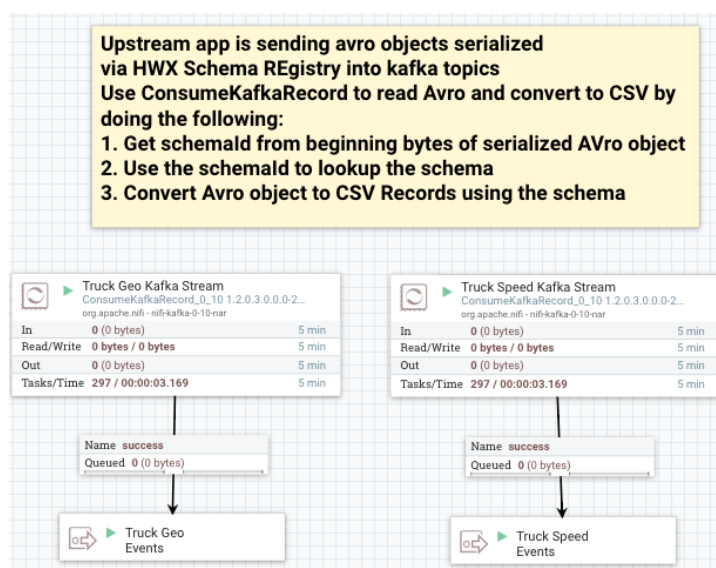 Upstream app is sending avro objects serialized
via HWX Schema REgistry into kafka topics
Use ConsumeKafkaRecord to read Avro and convert to CSV by
doing the following:
1. Get schemaId from beginning bytes of serialized AVro object
2. Use the schemaId to lookup the schema
3. Convert Avro object to CSV Records using the schema
Truck Geo Kafka Stream
ConsumeKafkaRecord_0_10 1.2.0.3.0.0.0-2...
org.apache.nifi - nifi-kafka-0-10-nar
In 0 (0 bytes) 5 min
Read/Write 0 bytes / 0 bytes 5 min
Out 0 (0 bytes) 5 min
Tasks/Time 297 / 00:00:03.169 5 min
Truck Speed Kafka Stream
ConsumeKafkaRecord_0_10 1.2.0.3.0.0.0-2...
org.apache.nifi - nifi-kafka-0-10-nar
In 0 (0 bytes) 5 min
Read/Write 0 bytes / 0 bytes 5 min
Out 0 (0 bytes) 5 min
Tasks/Time 297 / 00:00:03.169 5 min
Name success
Queued 0 (0 bytes)
Name success
Queued 0 (0 bytes)
Truck Geo
Events
Truck Speed
Events